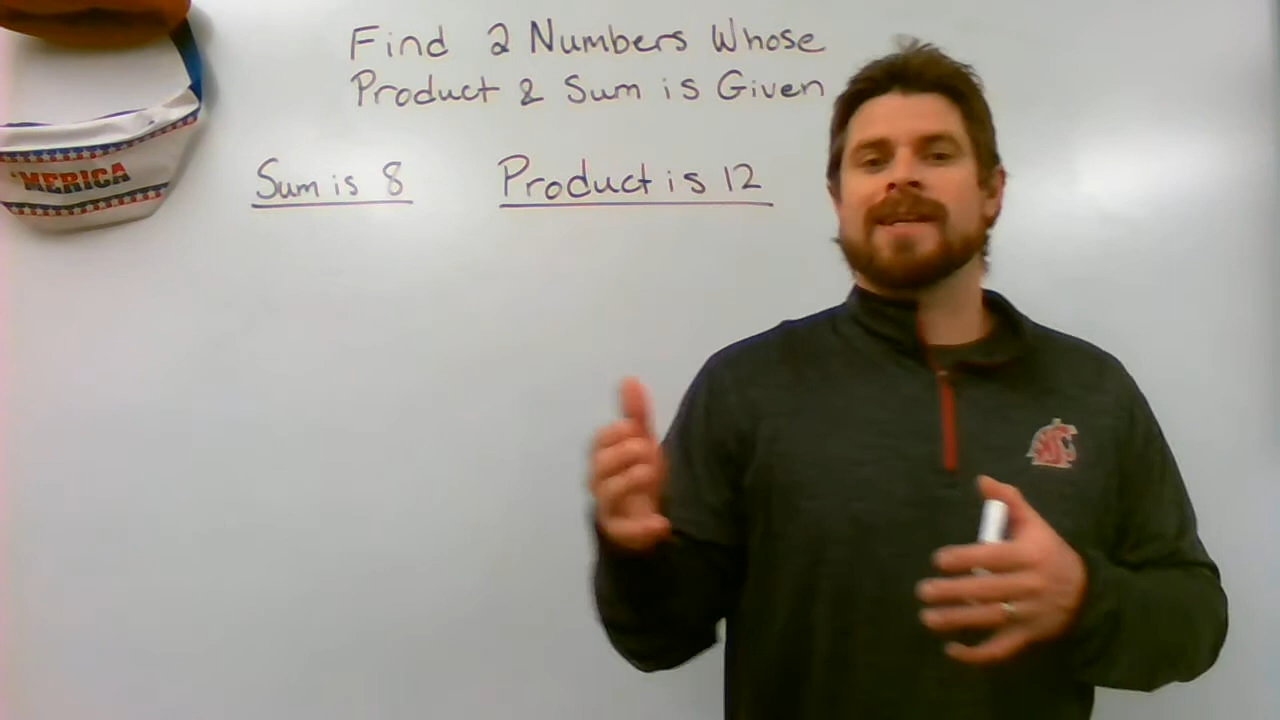 Find 2 Numbers Whose
Product & Sum is Given
Sum is 8
Product is 12
'MERICA